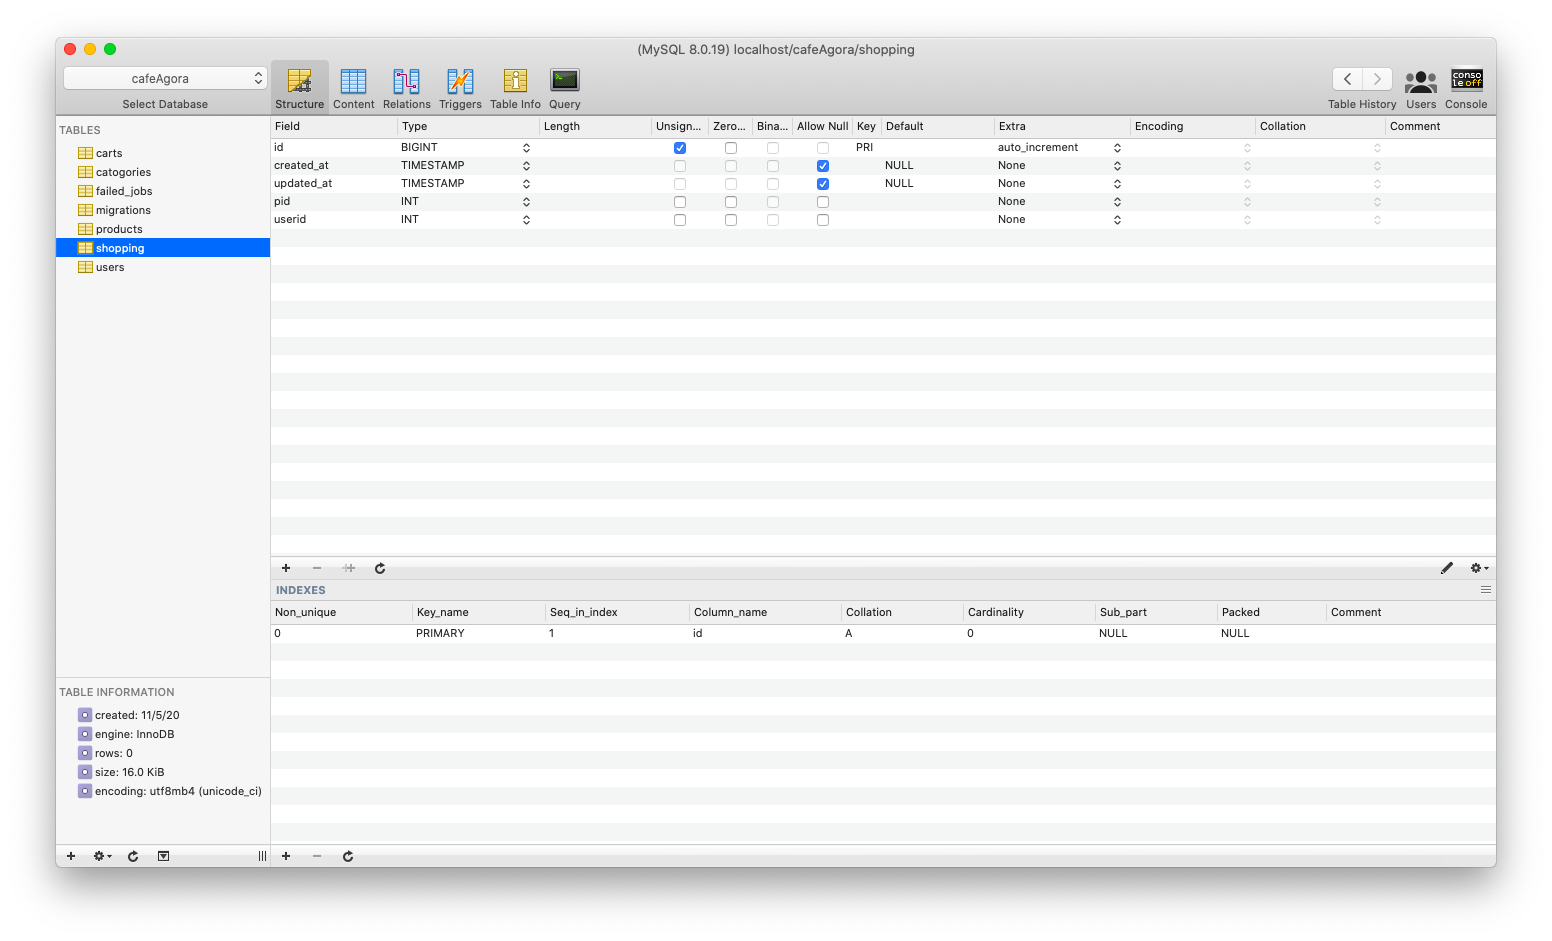 (MySQL 8.0.19) localhost/cafeAgora/shopping
cafeAgora
Select Database
Structure Content Relations Triggers Table Info Query
conso
leoff
Table History Users Console
TABLES
carts
catogories
failed_jobs
migrations
products
shopping
users
Field Type Length Unsign... Zero... Bina... Allow Null Key Default Extra Encoding Collation Comment
id BIGINT PRI auto_increment
created_at TIMESTAMP NULL None
updated_at TIMESTAMP NULL None
pid INT None
userid INT None
INDEXES
Non_unique Key_name Seq_in_index Column_name Collation Cardinality Sub_part Packed Comment
0 PRIMARY 1 id A 0 NULL NULL
TABLE INFORMATION
created: 11/5/20
engine: InnoDB
rows: 0
size: 16.0 KiB
encoding: utf8mb4 (unicode_ci)